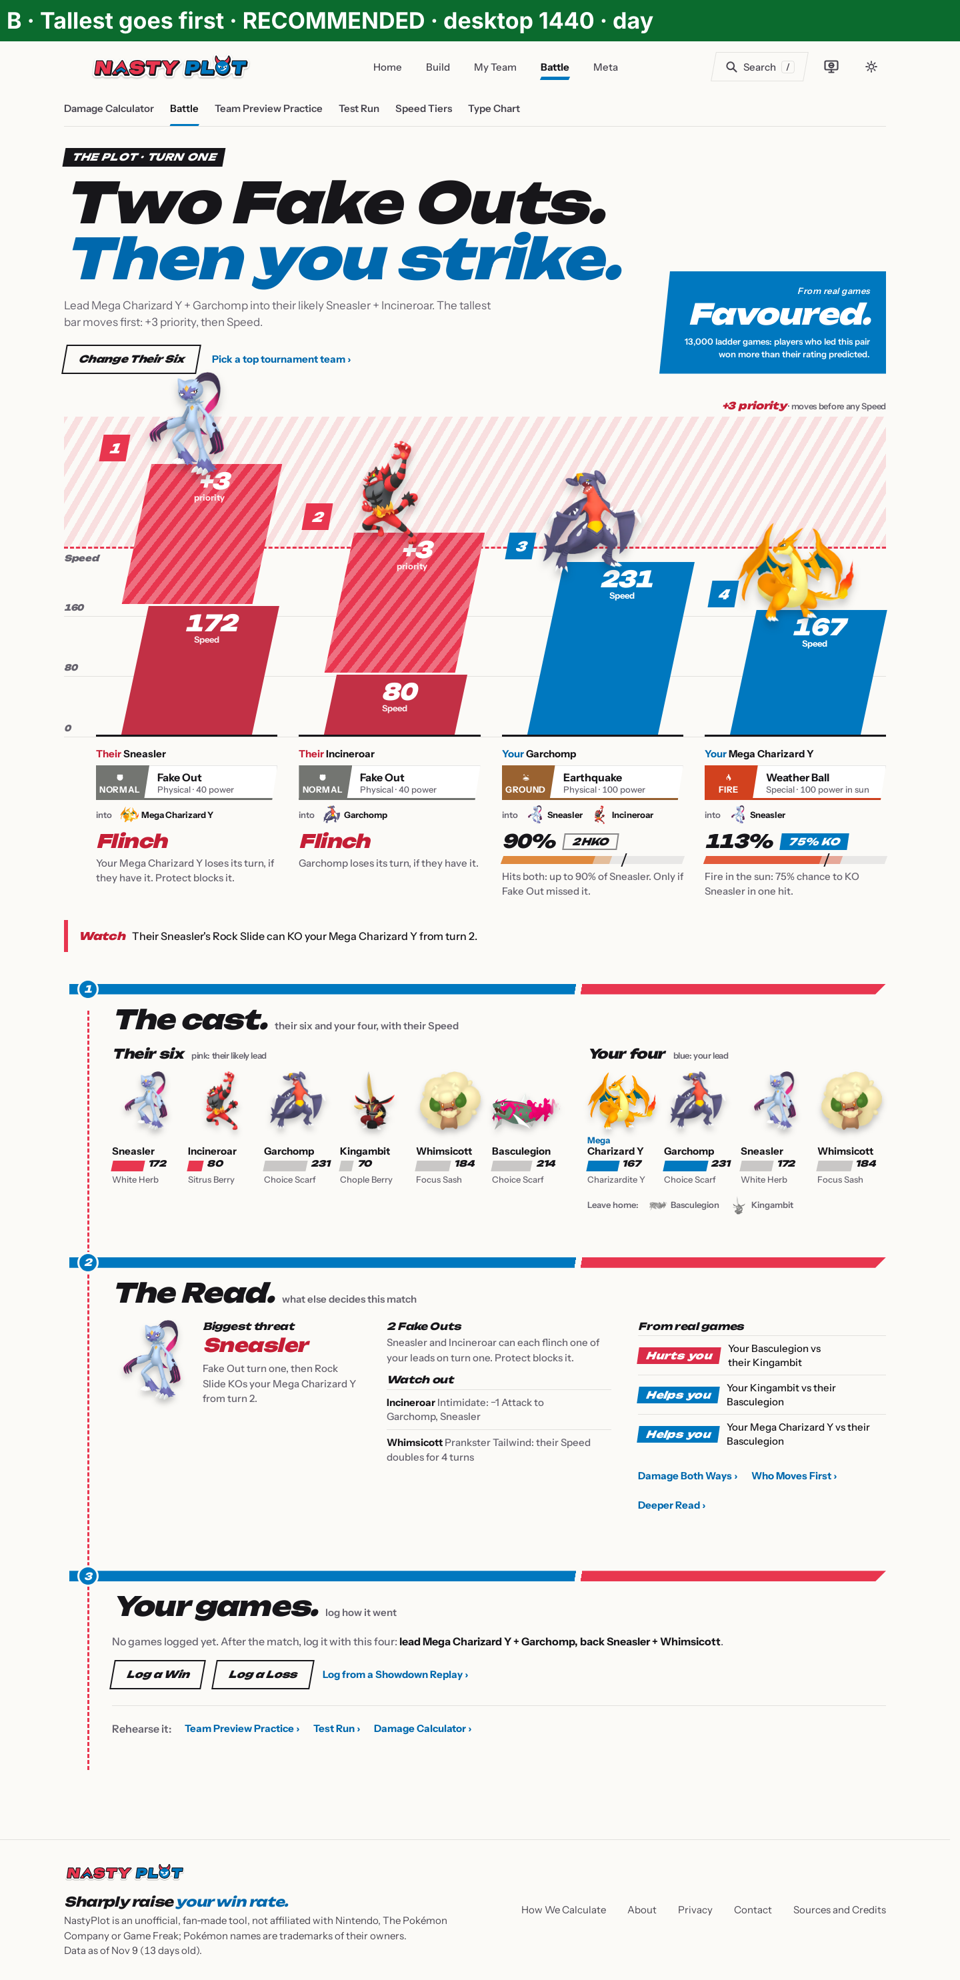 B · Tallest goes first · RECOMMENDED · desktop 1440 · day
NASTY PLOT
Home Build My Team Battle Meta
Search /
Damage Calculator Battle Team Preview Practice Test Run Speed Tiers Type Chart
THE PLOT · TURN ONE
Two Fake Outs.
Then you strike.
Lead Mega Charizard Y + Garchomp into their likely Sneasler + Incineroar. The tallest
bar moves first: +3 priority, then Speed.
Change Their Six
Pick a top tournament team ›
From real games
Favoured.
13,000 ladder games: players who led this pair
won more than their rating predicted.
+3 priority · moves before any Speed
1
+3
priority
2
+3
priority
3
231
Speed
4
167
Speed
Speed
160
172
Speed
80
80
Speed
0
Their Sneasler
NORMAL
Fake Out
Physical · 40 power
into Mega Charizard Y
Flinch
Your Mega Charizard Y loses its turn, if
they have it. Protect blocks it.
Their Incineroar
NORMAL
Fake Out
Physical · 40 power
into Garchomp
Flinch
Garchomp loses its turn, if they have it.
Your Garchomp
GROUND
Earthquake
Physical · 100 power
into Sneasler Incineroar
90% 2HKO
Hits both: up to 90% of Sneasler. Only if
Fake Out missed it.
Your Mega Charizard Y
FIRE
Weather Ball
Special · 100 power in sun
into Sneasler
113% 75% KO
Fire in the sun: 75% chance to KO
Sneasler in one hit.
Watch Their Sneasler's Rock Slide can KO your Mega Charizard Y from turn 2.
1
The cast. their six and your four, with their Speed
Their six pink: their likely lead
Sneasler
172
White Herb
Incineroar
80
Sitrus Berry
Garchomp
231
Choice Scarf
Kingambit
70
Chople Berry
Whimsicott
184
Focus Sash
Basculegion
214
Choice Scarf
Your four blue: your lead
Mega
Charizard Y
167
Charizardite Y
Garchomp
231
Choice Scarf
Sneasler
172
White Herb
Whimsicott
184
Focus Sash
Leave home: Basculegion Kingambit
2
The Read. what else decides this match
Biggest threat
Sneasler
Fake Out turn one, then Rock
Slide KOs your Mega Charizard Y
from turn 2.
2 Fake Outs
Sneasler and Incineroar can each flinch one of
your leads on turn one. Protect blocks it.
Watch out
Incineroar Intimidate: −1 Attack to
Garchomp, Sneasler
Whimsicott Prankster Tailwind: their Speed
doubles for 4 turns
From real games
Hurts you
Your Basculegion vs
their Kingambit
Helps you
Your Kingambit vs their
Basculegion
Helps you
Your Mega Charizard Y vs their
Basculegion
Damage Both Ways › Who Moves First ›
Deeper Read ›
3
Your games. log how it went
No games logged yet. After the match, log it with this four: lead Mega Charizard Y + Garchomp, back Sneasler + Whimsicott.
Log a Win Log a Loss Log from a Showdown Replay ›
Rehearse it: Team Preview Practice › Test Run › Damage Calculator ›
NASTY PLOT
Sharply raise your win rate.
NastyPlot is an unofficial, fan-made tool, not affiliated with Nintendo, The Pokémon
Company or Game Freak; Pokémon names are trademarks of their owners.
Data as of Nov 9 (13 days old).
How We Calculate About Privacy Contact Sources and Credits